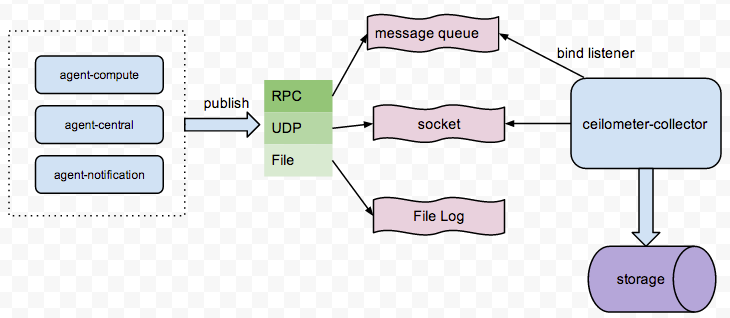 agent-compute
agent-central
agent-notification
publish
RPC
UDP
File
message queue
socket
File Log
bind listener
ceilometer-collector
storage